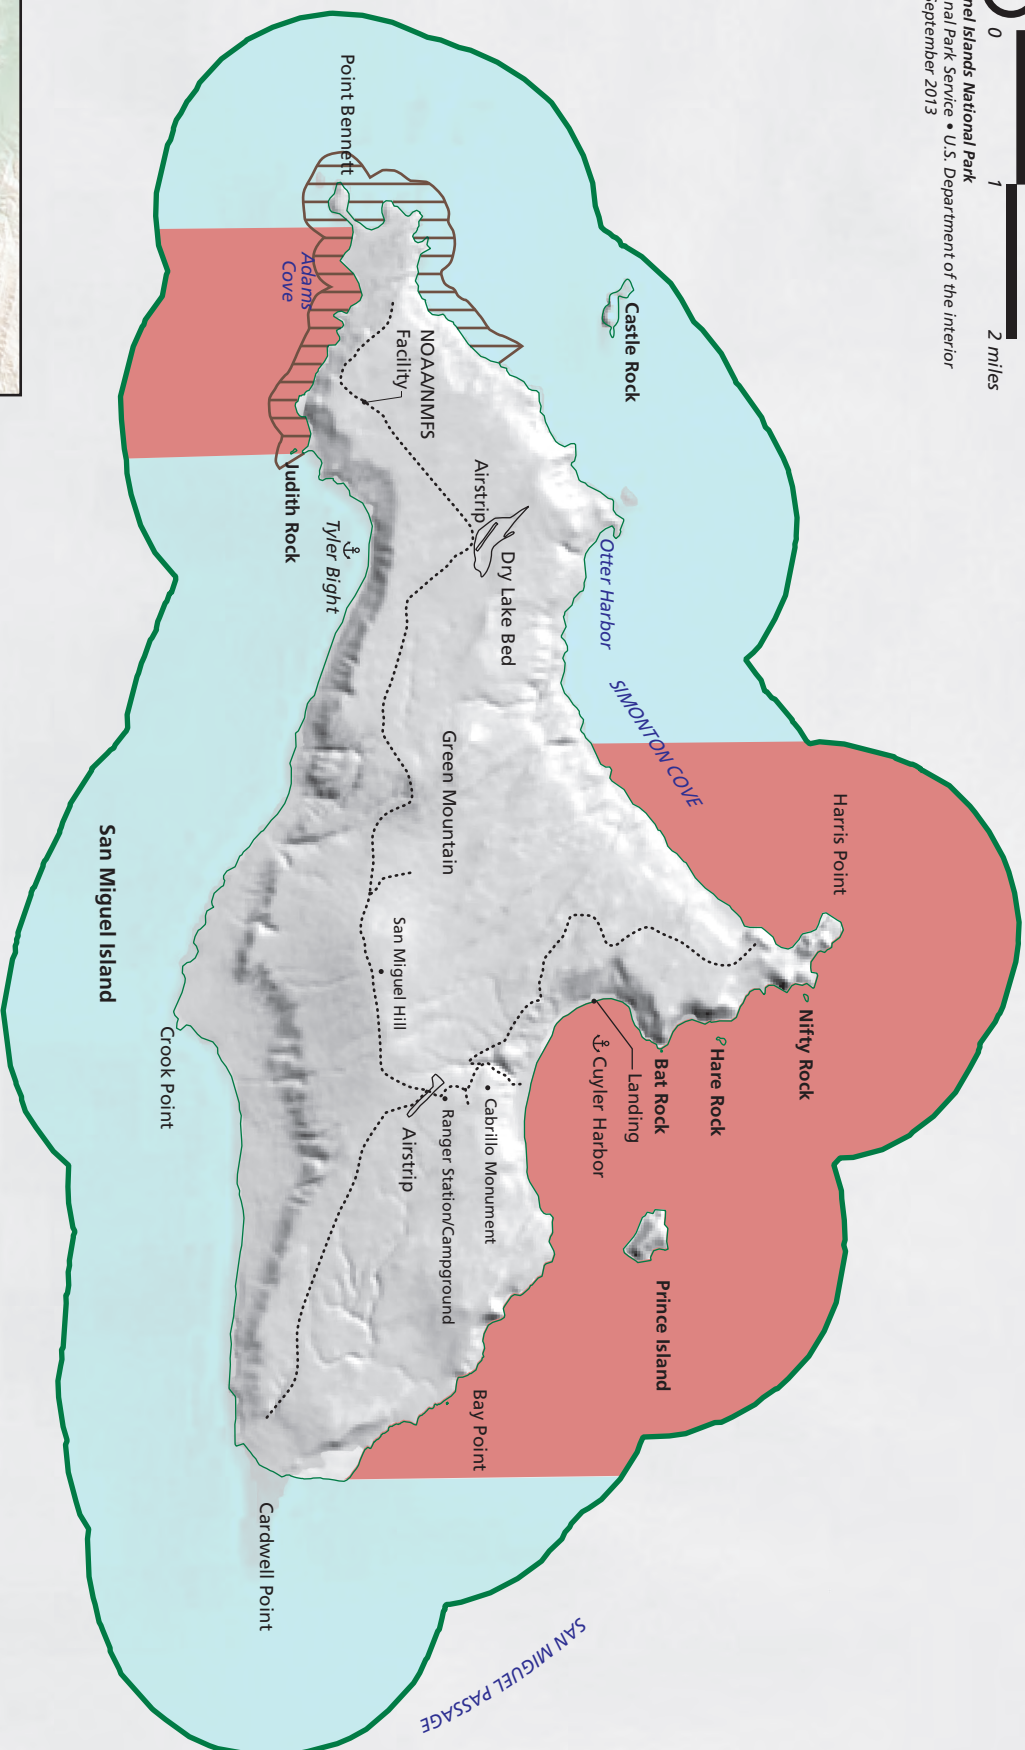 0
1
2 miles
nel Islands National Park
nal Park Service • U.S. Department of the interior
September 2013
Harris Point
Nifty Rock
Hare Rock
Bat Rock
Landing
Cuyler Harbor
Prince Island
Castle Rock
SIMONTON COVE
Otter Harbor
Point Bennett
Adams
Cove
NOAA/NMFS
Facility
Airstrip
Dry Lake Bed
Judith Rock
Tyler Bight
Green Mountain
San Miguel Hill
Cabrillo Monument
Ranger Station/Campground
Airstrip
Bay Point
Cardwell Point
Crook Point
San Miguel Island
SAN MIGUEL PASSAGE